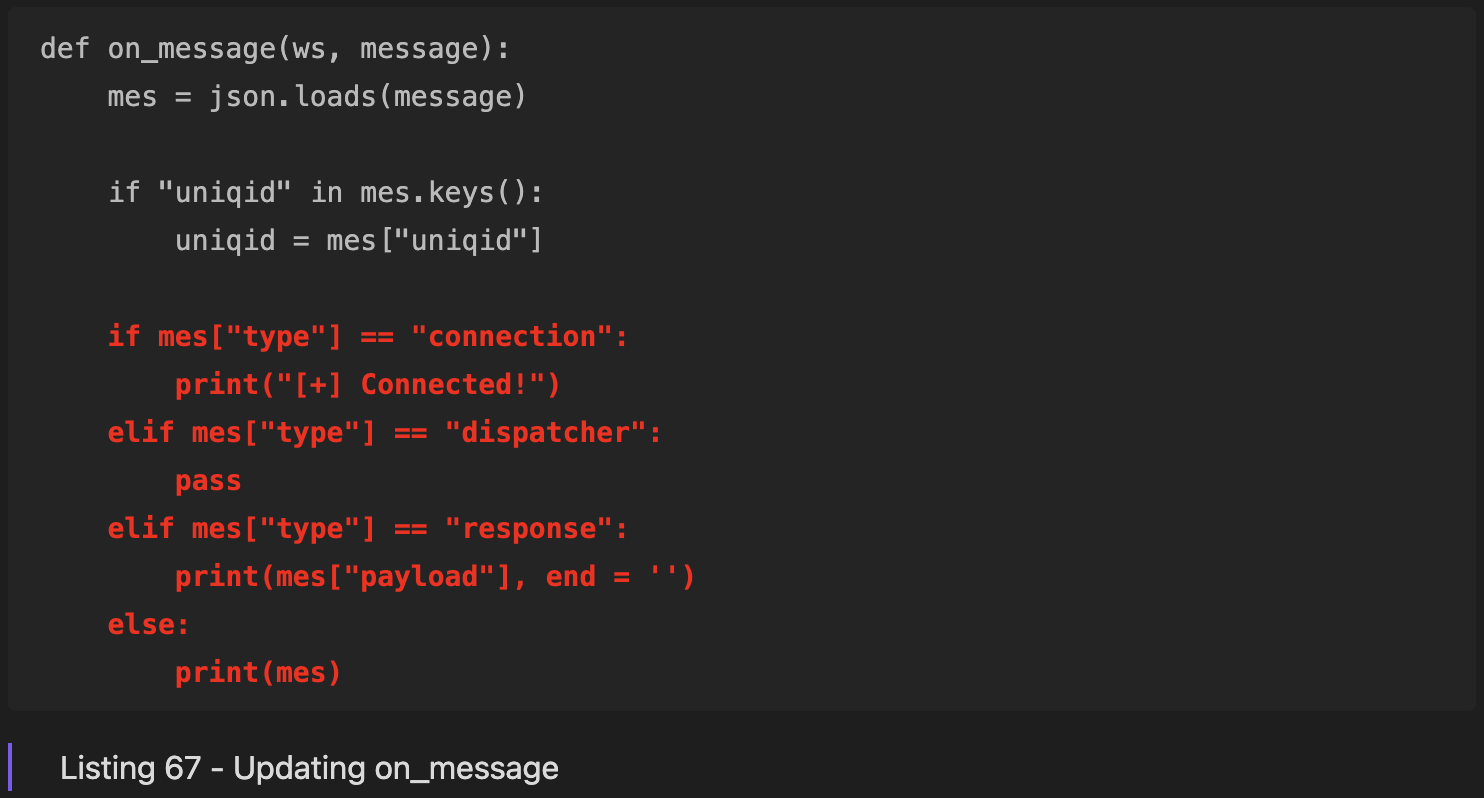 def on_message(ws, message):
    mes = json.loads(message)

    if "uniqid" in mes.keys():
        uniqid = mes["uniqid"]

    if mes["type"] == "connection":
        print("[+] Connected!")
    elif mes["type"] == "dispatcher":
        pass
    elif mes["type"] == "response":
        print(mes["payload"], end = '')
    else:
        print(mes)
Listing 67 - Updating on_message